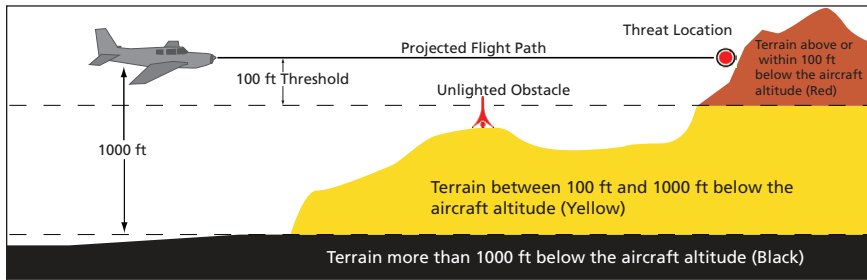 Threat Location
Projected Flight Path
Terrain above or
within 100 ft
below the aircraft
altitude (Red)
100 ft Threshold
Unlighted Obstacle
1000 ft
Terrain between 100 ft and 1000 ft below the
aircraft altitude (Yellow)
Terrain more than 1000 ft below the aircraft altitude (Black)